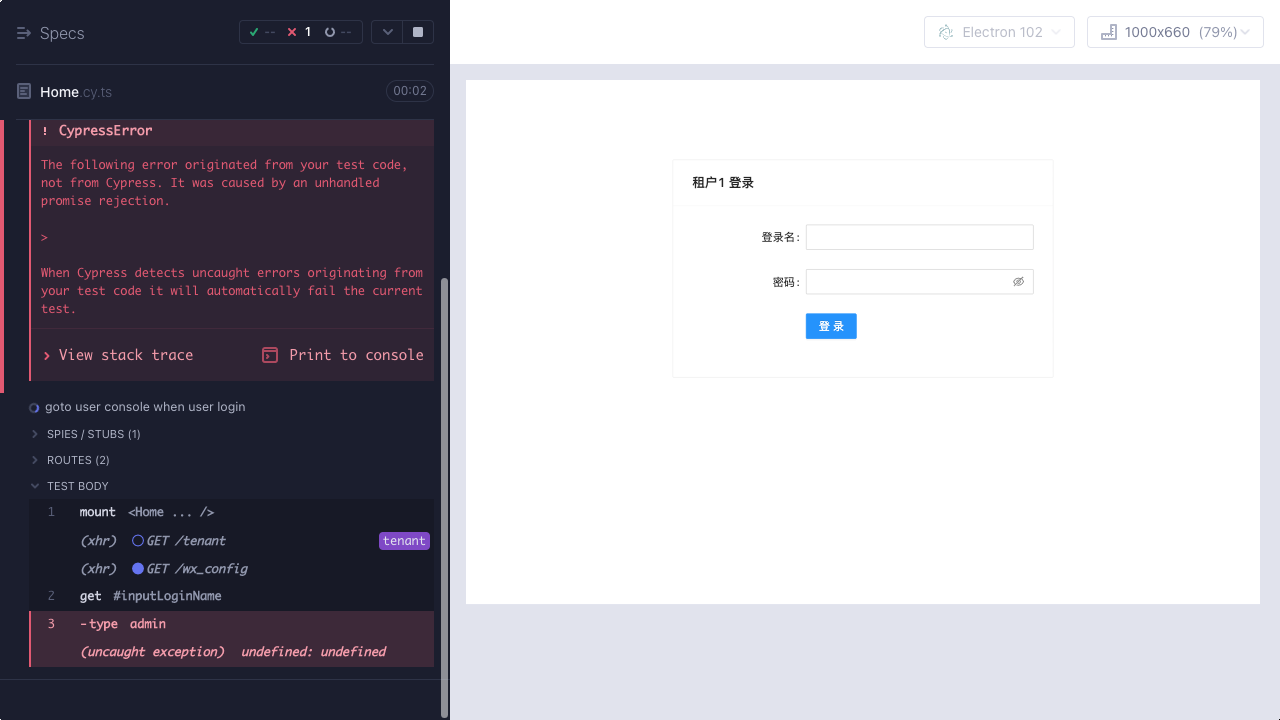 Specs
-- 1 --
Home.cy.ts
00:02
! CypressError
The following error originated from your test code,
not from Cypress. It was caused by an unhandled
promise rejection.
>
When Cypress detects uncaught errors originating from
your test code it will automatically fail the current
test.
View stack trace
Print to console
goto user console when user login
SPIES / STUBS (1)
ROUTES (2)
TEST BODY
1 mount <Home ... />
(xhr) GET /tenant tenant
(xhr) GET /wx_config
2 get #inputLoginName
3 -type admin
(uncaught exception) undefined: undefined
Electron 102
1000x660 (79%)
租户1 登录
登录名:
密码:
登 录